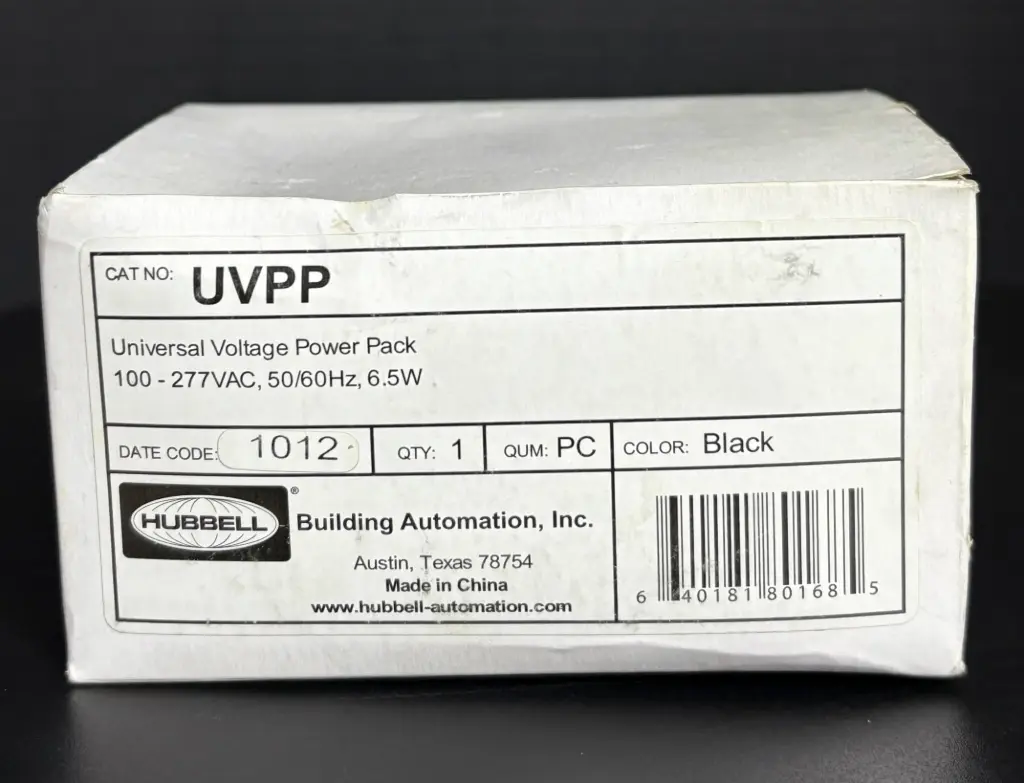 CAT NO: UVPP
Universal Voltage Power Pack
100 - 277VAC, 50/60Hz, 6.5W
DATE CODE: 1012 QTY: 1 QUM: PC COLOR: Black
HUBBELL® Building Automation, Inc.
Austin, Texas 78754
Made in China
www.hubbell-automation.com
6 40181 80168 5